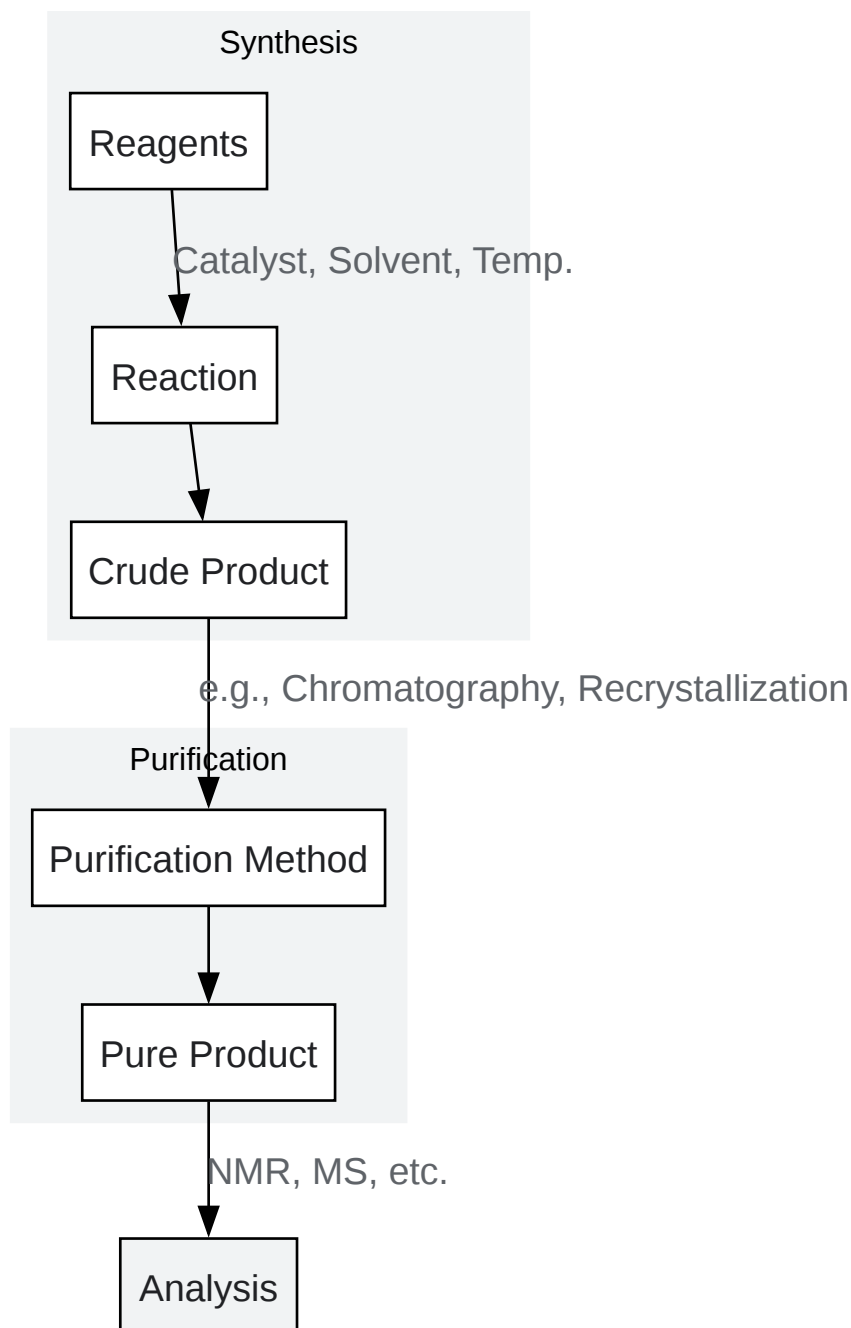 Synthesis
Reagents
Catalyst, Solvent, Temp.
Reaction
Crude Product
e.g., Chromatography, Recrystallization
Purification
Purification Method
Pure Product
NMR, MS, etc.
Analysis